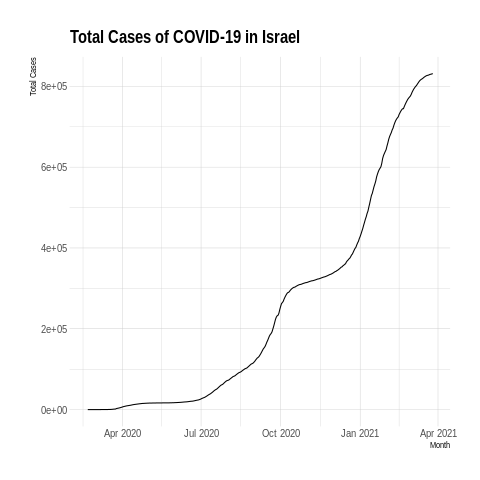 Total Cases of COVID-19 in Israel
Total Cases
8e+05
6e+05
4e+05
2e+05
0e+00
Apr 2020 Jul 2020 Oct 2020 Jan 2021 Apr 2021
Month